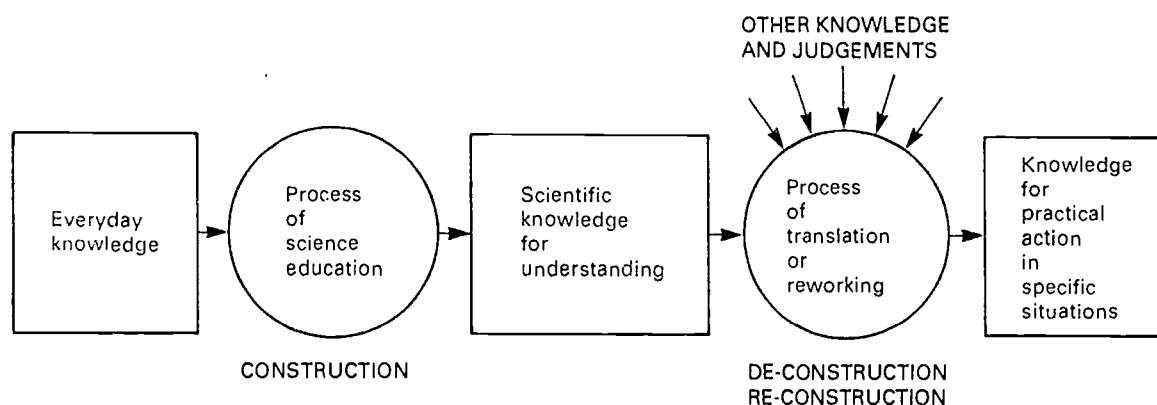 OTHER KNOWLEDGE
AND JUDGEMENTS
Everyday
knowledge
Process
of
science
education
Scientific
knowledge
for
understanding
Process
of
translation
or
reworking
Knowledge
for
practical
action
in
specific
situations
CONSTRUCTION
DE-CONSTRUCTION
RE-CONSTRUCTION